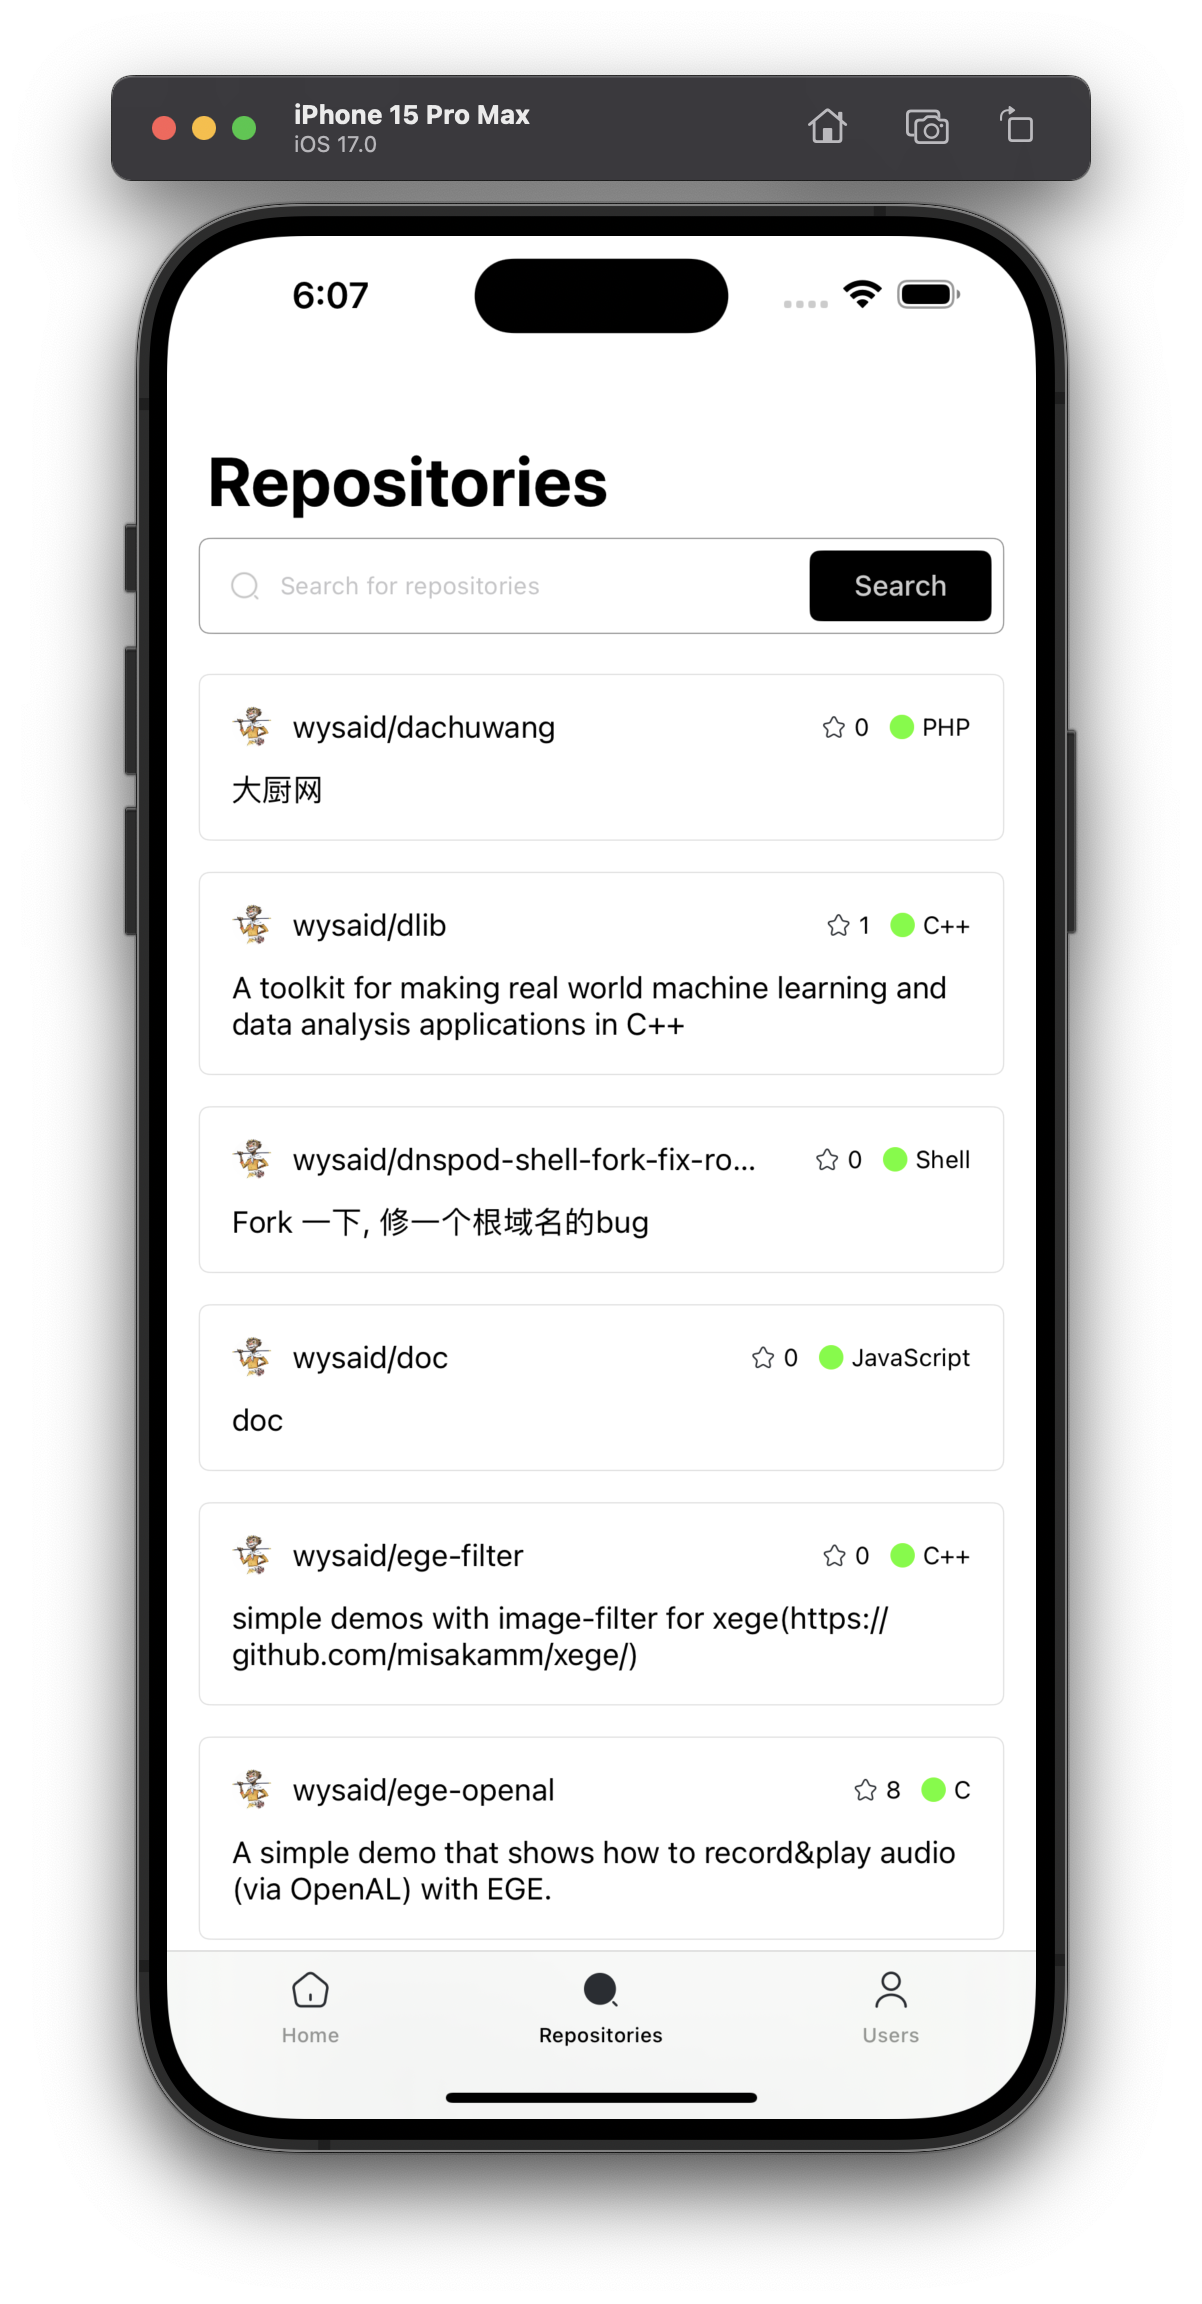 iPhone 15 Pro Max
iOS 17.0
6:07
Repositories
Search for repositories
Search
wysaid/dachuwang
0
PHP
大厨网
wysaid/dlib
1
C++
A toolkit for making real world machine learning and
data analysis applications in C++
wysaid/dnspod-shell-fork-fix-ro...
0
Shell
Fork 一下, 修一个根域名的bug
wysaid/doc
0
JavaScript
doc
wysaid/ege-filter
0
C++
simple demos with image-filter for xege(https://
github.com/misakamm/xege/)
wysaid/ege-openal
8
C
A simple demo that shows how to record&play audio
(via OpenAL) with EGE.
Home
Repositories
Users